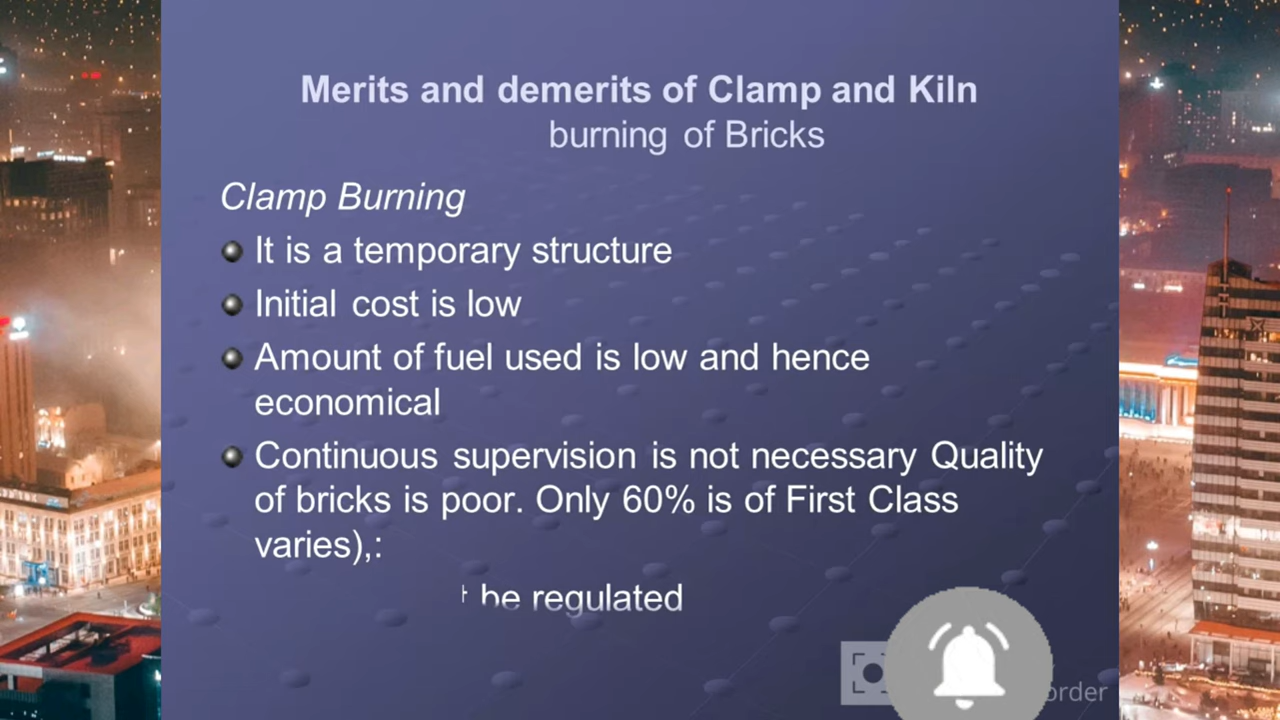 Merits and demerits of Clamp and Kiln
burning of Bricks
Clamp Burning
It is a temporary structure
Initial cost is low
Amount of fuel used is low and hence
economical
Continuous supervision is not necessary Quality
of bricks is poor. Only 60% is of First Class
varies),:
be regulated